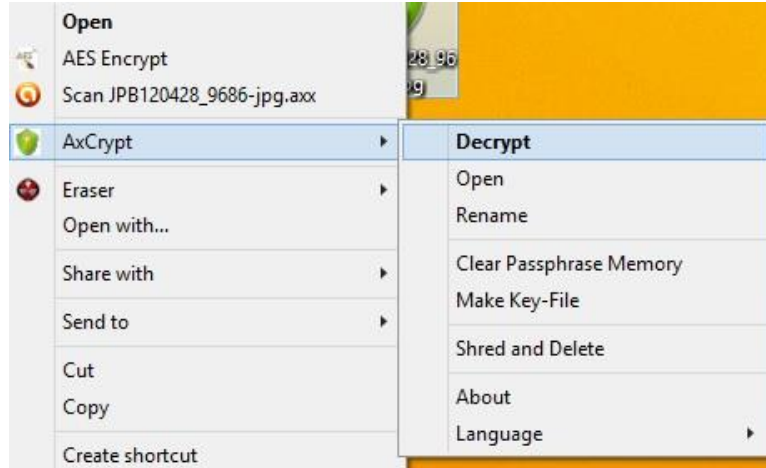 Open
AES Encrypt
Scan JPB120428_9686-jpg.axx
AxCrypt
Eraser
Open with...
Share with
Send to
Cut
Copy
Create shortcut
28_96
Decrypt
Open
Rename
Clear Passphrase Memory
Make Key-File
Shred and Delete
About
Language